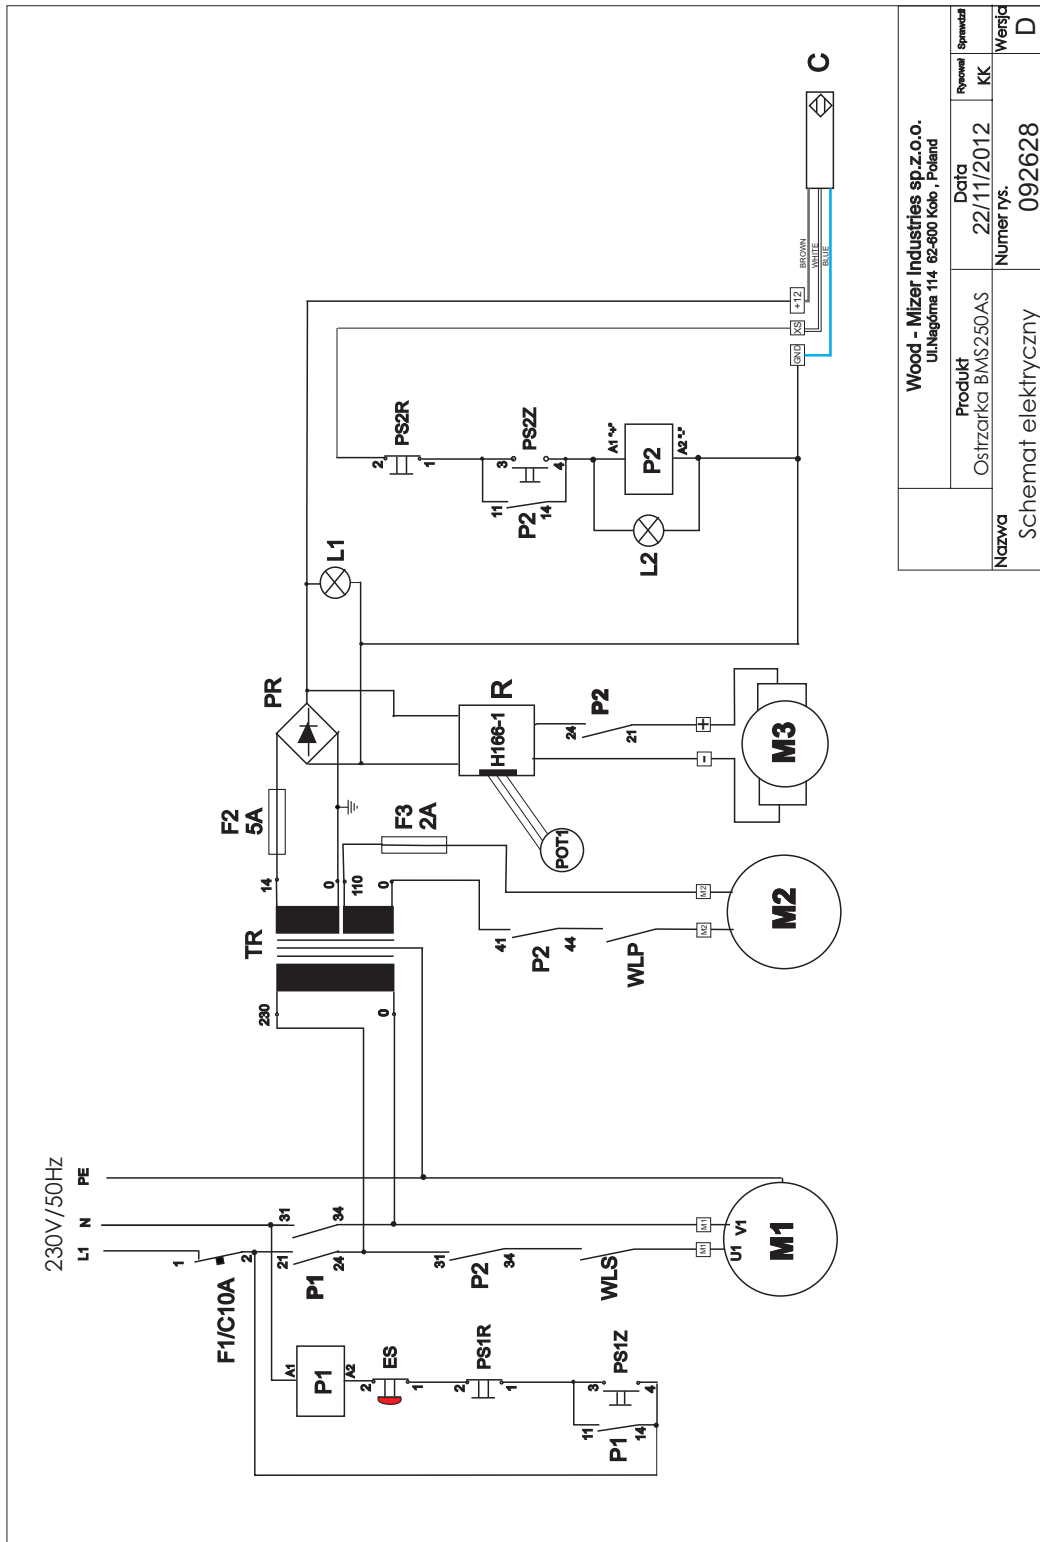 230V/50Hz
L1
N
PE
1
F1/C10A
2
21
P1
24
31
34
A1
P1
A2
2
ES
1
2
PS1R
1
3
PS1Z
4
11
P1
14
31
P2
34
WLS
M1
M1
U1 V1
M1
TR
230
0
14
0
110
0
F2
5A
F3
2A
PR
41
P2
44
WLP
M2
M2
M2
H166-1
R
POT1
24
P2
21
-
+
M3
L1
2
PS2R
1
3
PS2Z
4
11
P2
14
A1 "+"
P2
A2 "-"
L2
GND
XS
+12
BROWN
WHITE
BLUE
C
Wood - Mizer Industries sp.z.o.o.
Ul.Nagórna 114 62-600 Koło , Poland
Produkt
Ostrzarka BMS250AS
Data
22/11/2012
Rysował
KK
Sprawdził
Nazwa
Schemat elektryczny
Numer rys.
092628
Wersja
D